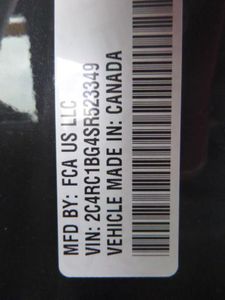 MFD BY: FCA US LLC
VIN: 2C4RC1BG4SR523349
VEHICLE MADE IN: CANADA